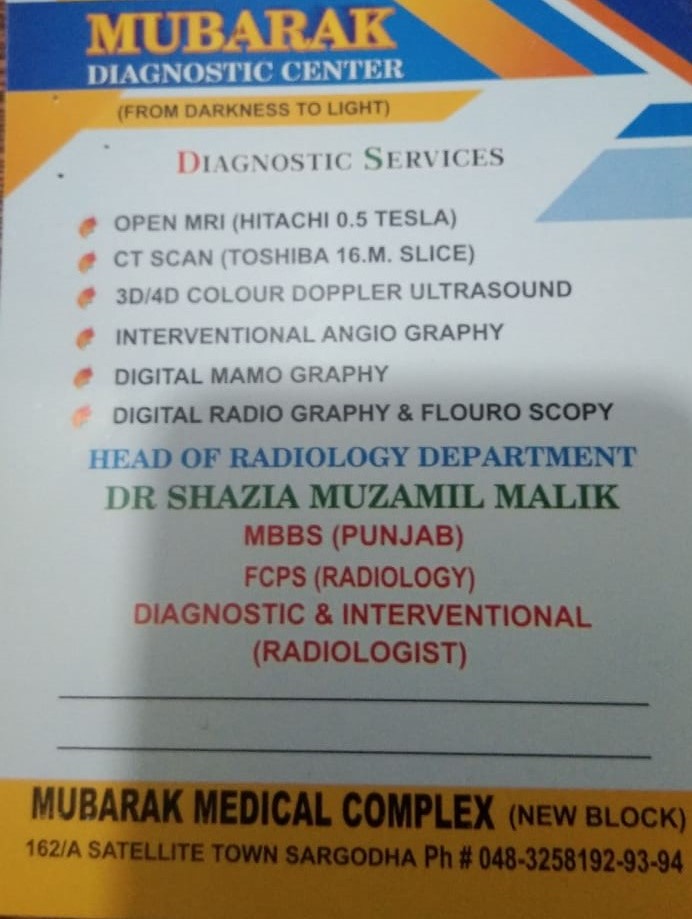 MUBARAK
DIAGNOSTIC CENTER
(FROM DARKNESS TO LIGHT)
DIAGNOSTIC SERVICES
OPEN MRI (HITACHI 0.5 TESLA)
CT SCAN (TOSHIBA 16.M. SLICE)
3D/4D COLOUR DOPPLER ULTRASOUND
INTERVENTIONAL ANGIO GRAPHY
DIGITAL MAMO GRAPHY
DIGITAL RADIO GRAPHY & FLOURO SCOPY
HEAD OF RADIOLOGY DEPARTMENT
DR SHAZIA MUZAMIL MALIK
MBBS (PUNJAB)
FCPS (RADIOLOGY)
DIAGNOSTIC & INTERVENTIONAL
(RADIOLOGIST)
MUBARAK MEDICAL COMPLEX (NEW BLOCK)
162/A SATELLITE TOWN SARGODHA Ph # 048-3258192-93-94